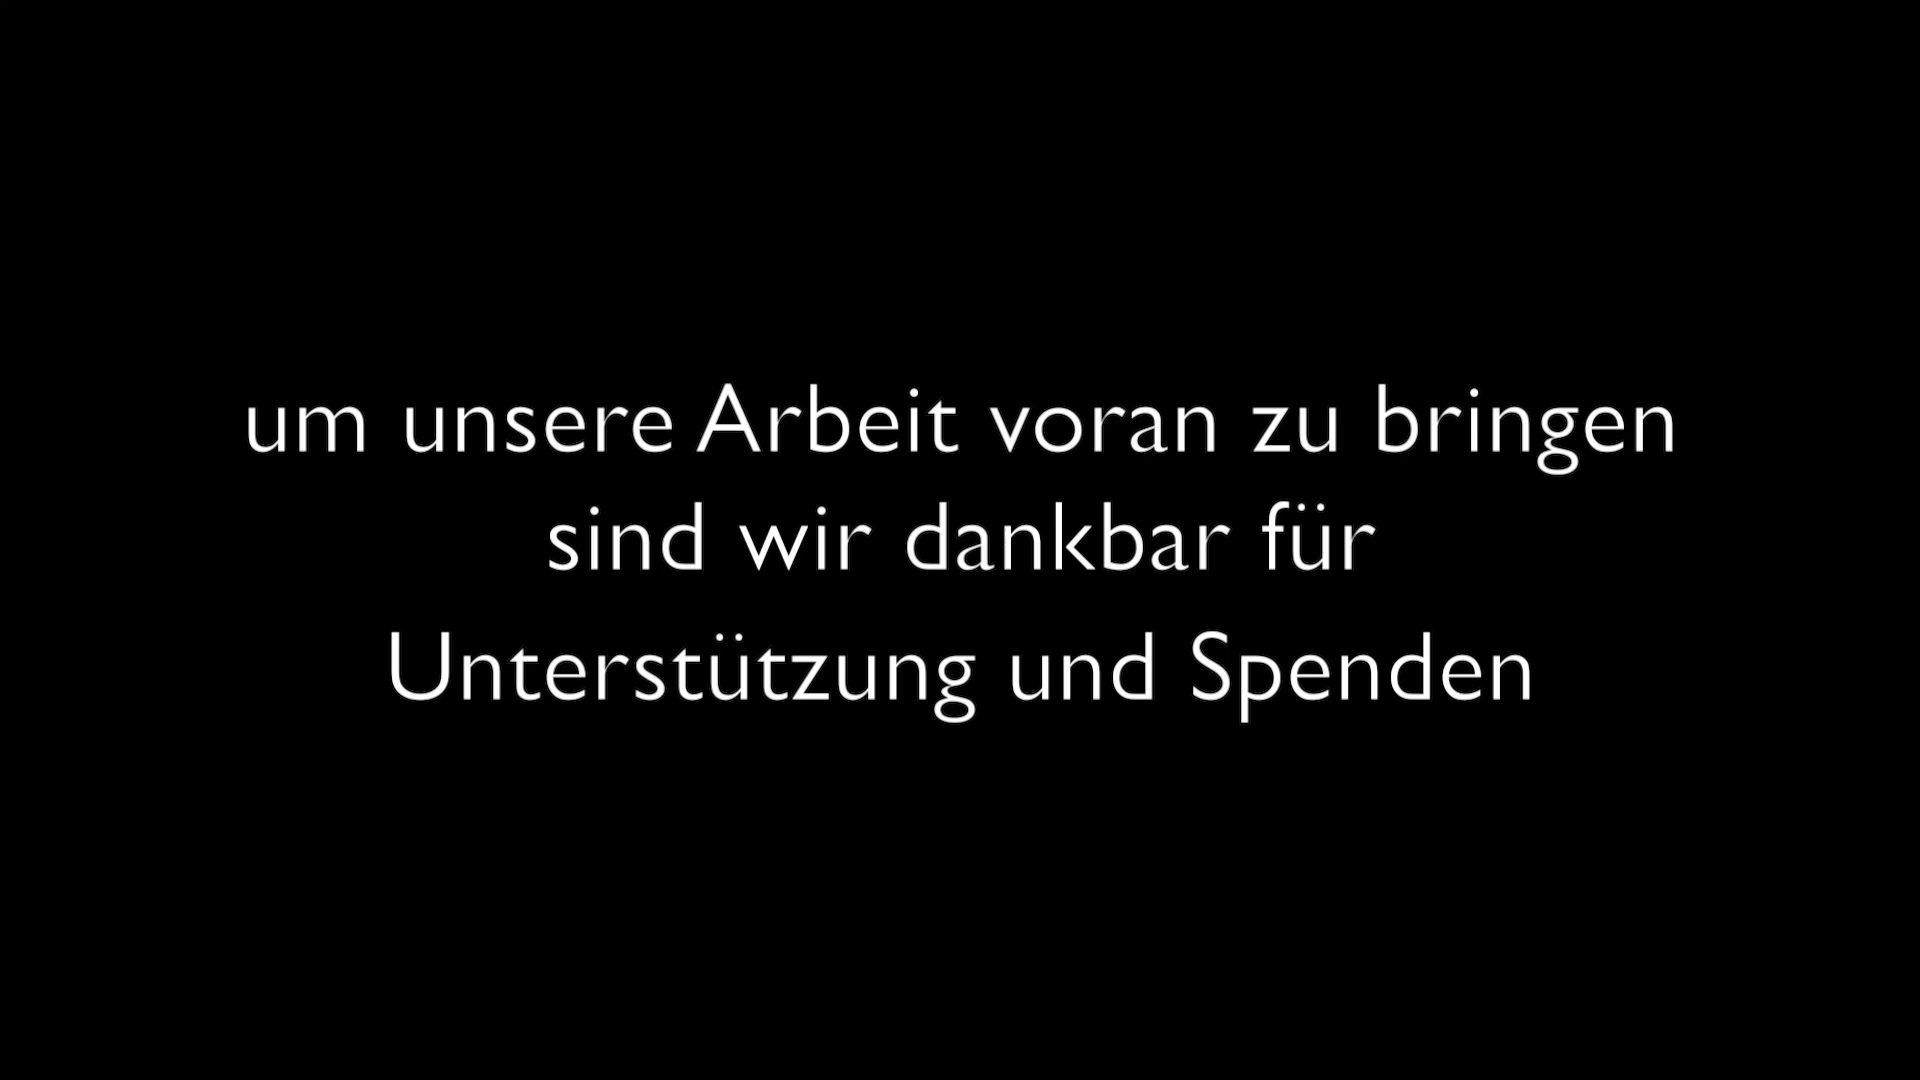 um unsere Arbeit voran zu bringen
sind wir dankbar für
Unterstützung und Spenden